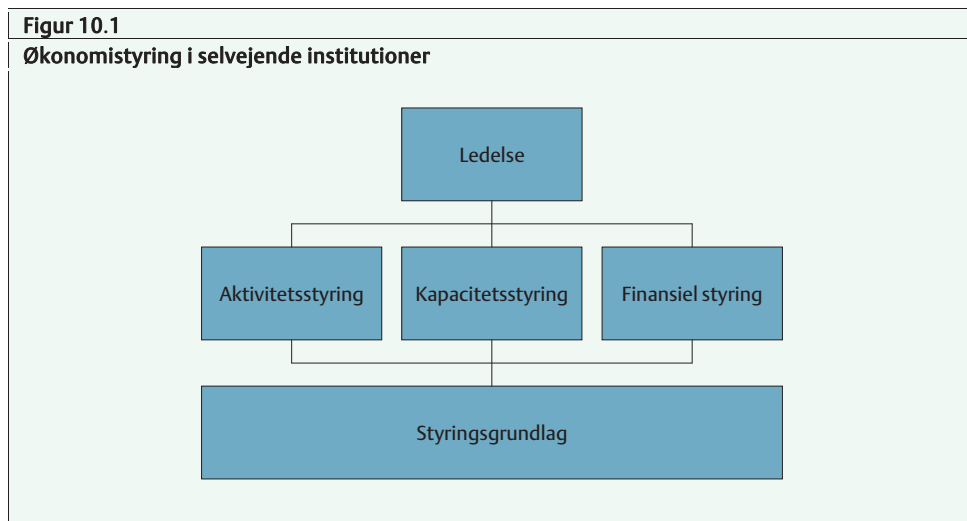 Figur 10.1
Økonomistyring i selvejende institutioner
Ledelse
Aktivitetsstyring
Kapacitetsstyring
Finansiel styring
Styringsgrundlag